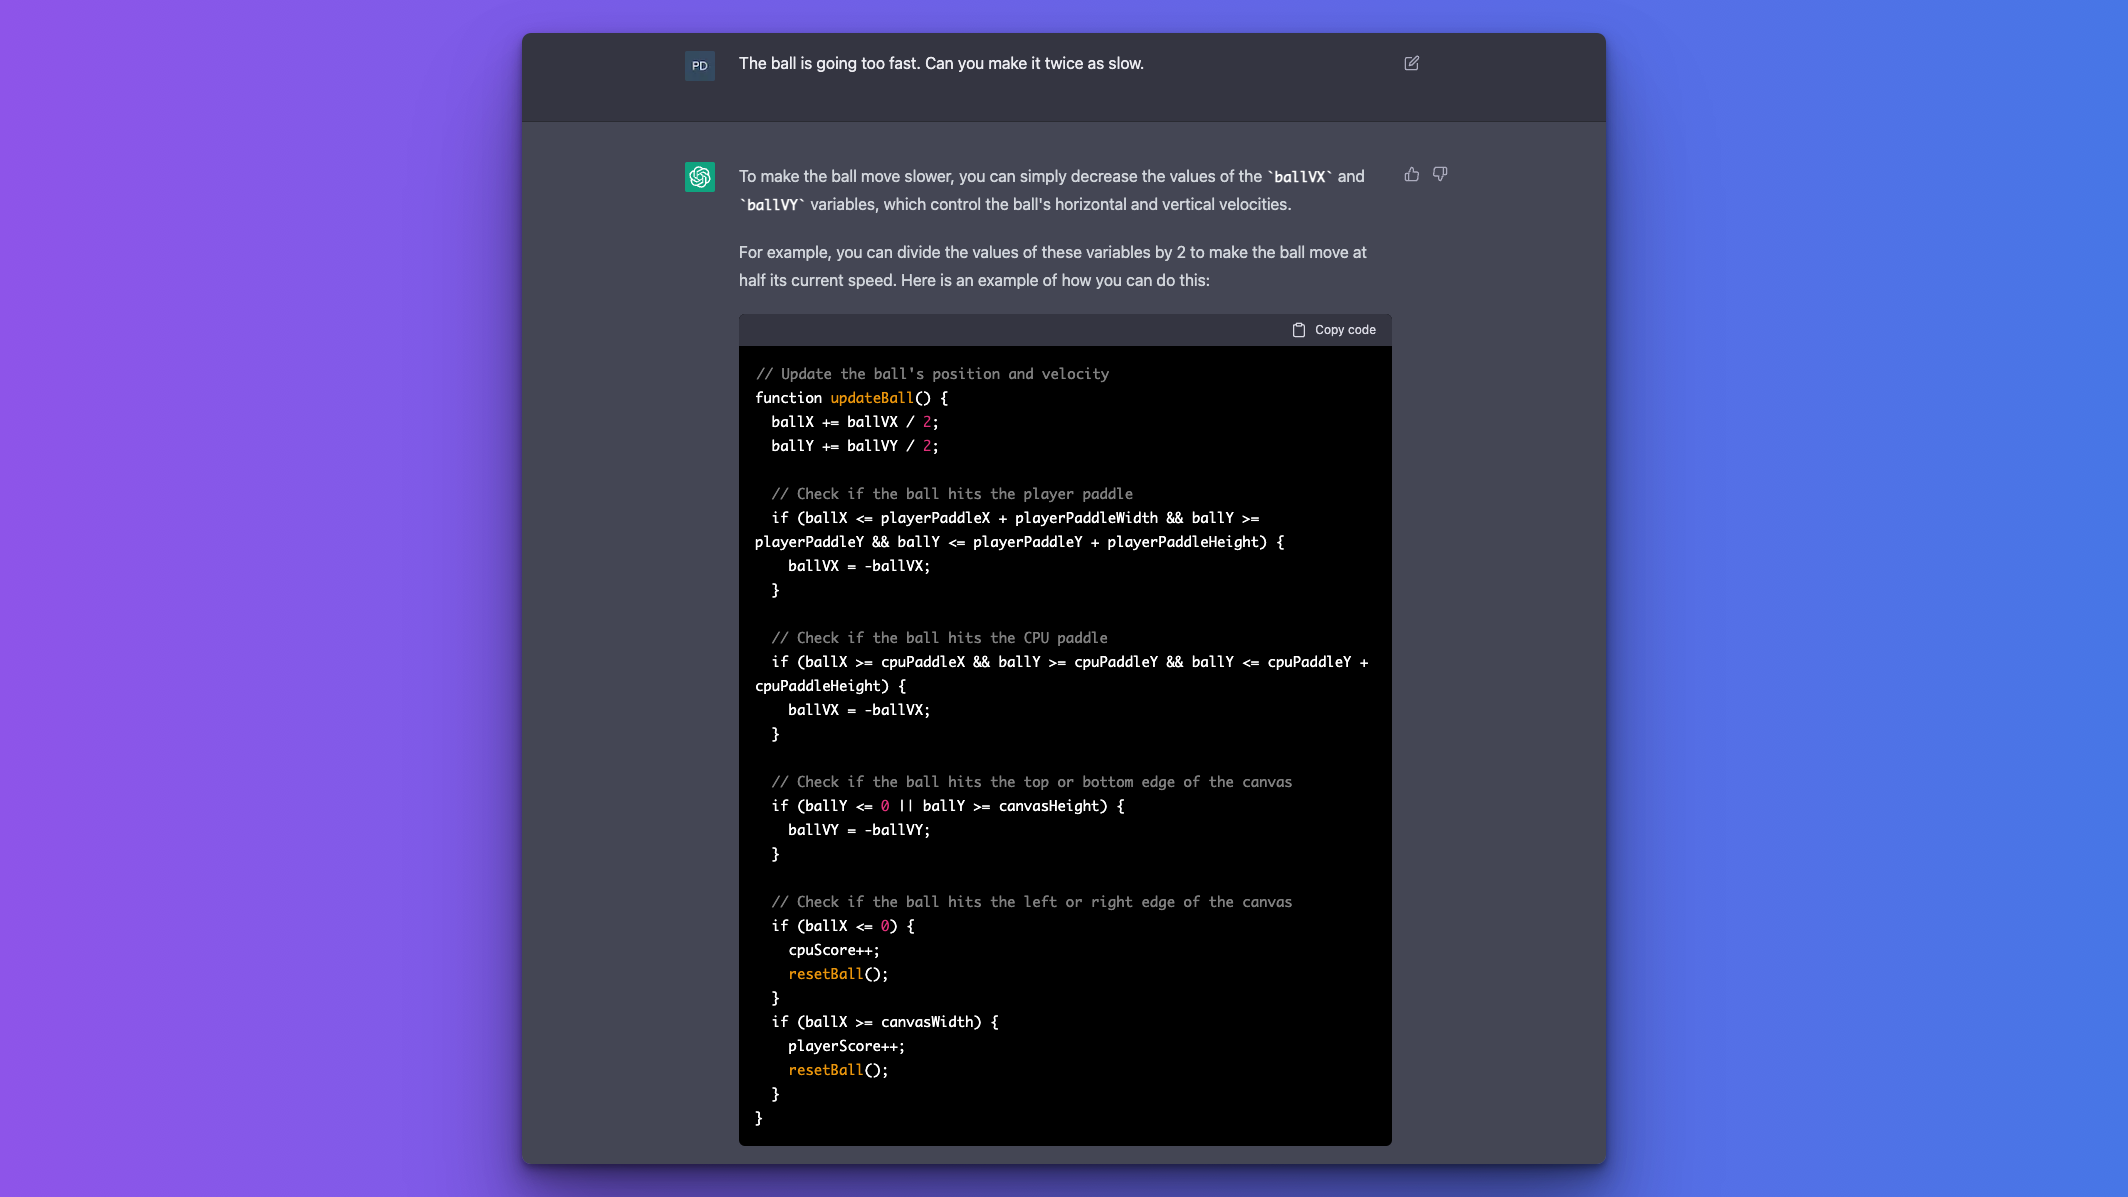 PD
The ball is going too fast. Can you make it twice as slow.
To make the ball move slower, you can simply decrease the values of the `ballVX` and
`ballVY` variables, which control the ball's horizontal and vertical velocities.
For example, you can divide the values of these variables by 2 to make the ball move at
half its current speed. Here is an example of how you can do this:
Copy code
// Update the ball's position and velocity
function updateBall() {
  ballX += ballVX / 2;
  ballY += ballVY / 2;
  // Check if the ball hits the player paddle
  if (ballX <= playerPaddleX + playerPaddleWidth && ballY >=
playerPaddleY && ballY <= playerPaddleY + playerPaddleHeight) {
    ballVX = -ballVX;
  }
  // Check if the ball hits the CPU paddle
  if (ballX >= cpuPaddleX && ballY >= cpuPaddleY && ballY <= cpuPaddleY +
cpuPaddleHeight) {
    ballVX = -ballVX;
  }
  // Check if the ball hits the top or bottom edge of the canvas
  if (ballY <= 0 || ballY >= canvasHeight) {
    ballVY = -ballVY;
  }
  // Check if the ball hits the left or right edge of the canvas
  if (ballX <= 0) {
    cpuScore++;
    resetBall();
  }
  if (ballX >= canvasWidth) {
    playerScore++;
    resetBall();
  }
}